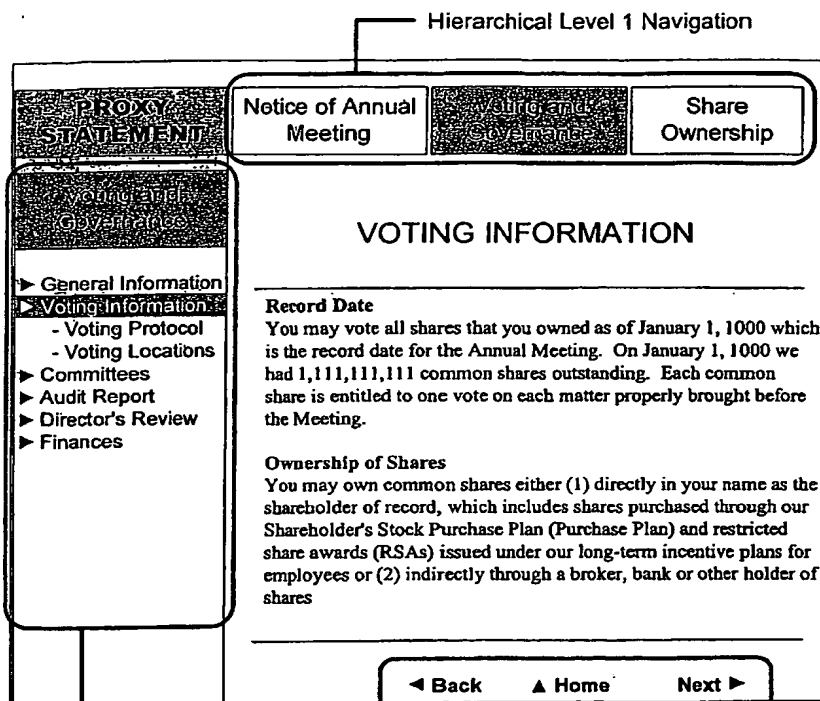 Hierarchical Level 1 Navigation
PROXY
STATEMENT
Notice of Annual
Meeting
Voting and
Governance
Share
Ownership
Voting and
Governance
► General Information
► Voting Information
- Voting Protocol
- Voting Locations
► Committees
► Audit Report
► Director's Review
► Finances
VOTING INFORMATION
Record Date
You may vote all shares that you owned as of January 1, 1000 which
is the record date for the Annual Meeting. On January 1, 1000 we
had 1,111,111,111 common shares outstanding. Each common
share is entitled to one vote on each matter properly brought before
the Meeting.
Ownership of Shares
You may own common shares either (1) directly in your name as the
shareholder of record, which includes shares purchased through our
Shareholder's Stock Purchase Plan (Purchase Plan) and restricted
share awards (RSAs) issued under our long-term incentive plans for
employees or (2) indirectly through a broker, bank or other holder of
shares
◄ Back ▲ Home Next ►